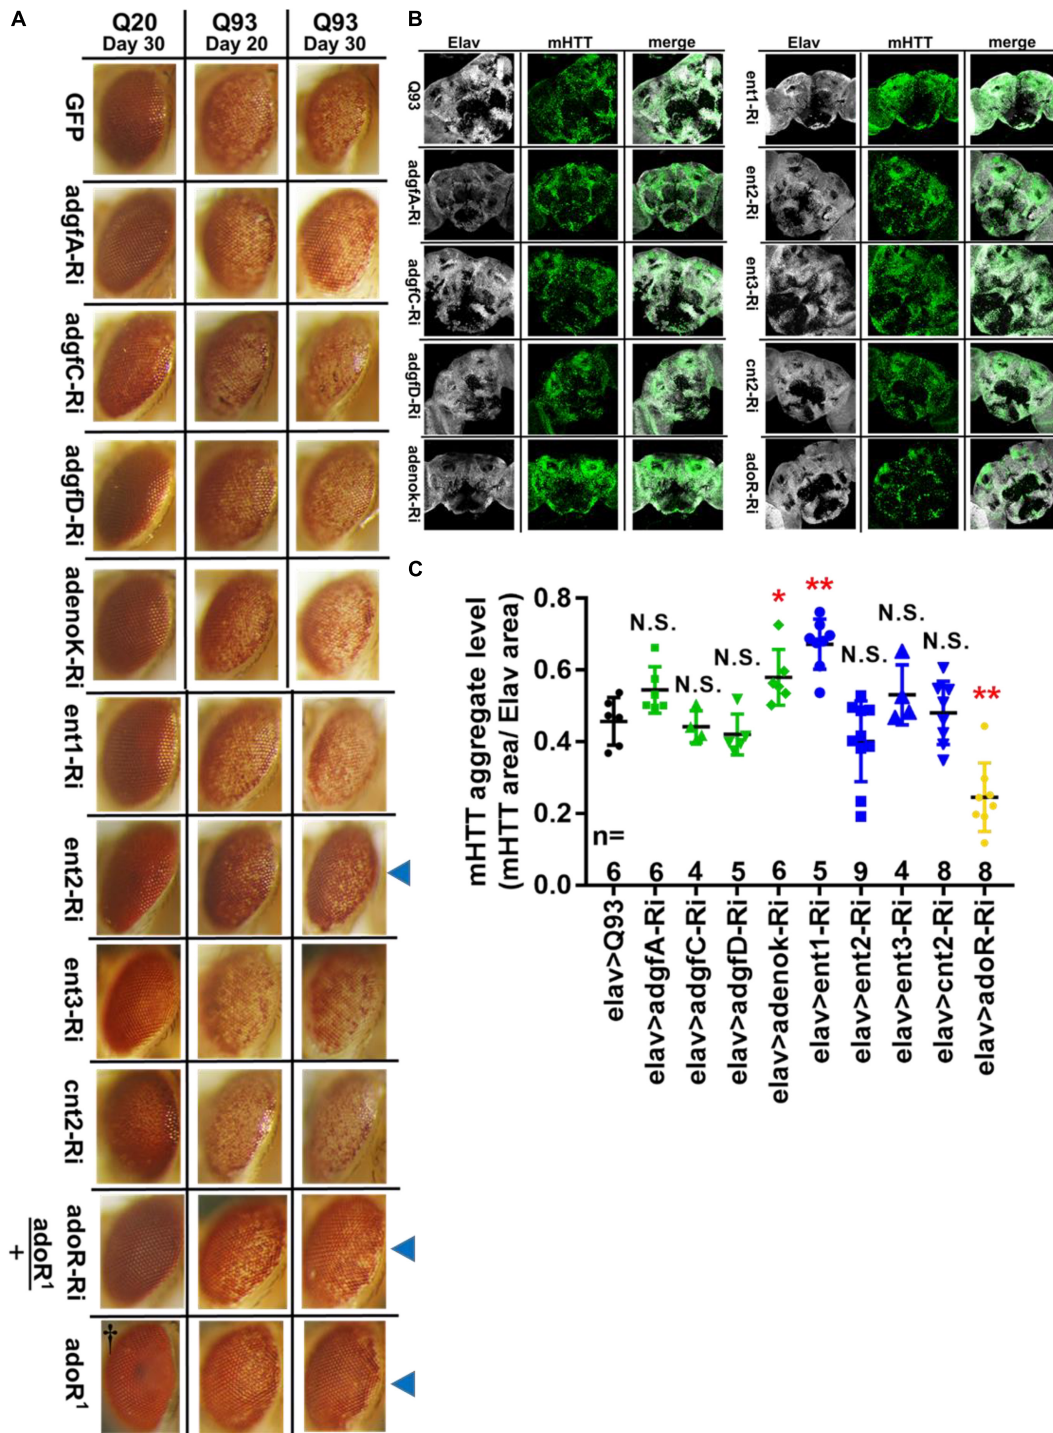 A
Q20 Q93 Q93
Day 30 Day 20 Day 30
GFP
adgfA-Ri
adgfC-Ri
adgfD-Ri
adenoK-Ri
ent1-Ri
ent2-Ri
ent3-Ri
cnt2-Ri
adoR-Ri
adoR1
+
adoR1
†
B
Elav mHTT merge
Q93
adgfA-Ri
adgfC-Ri
adgfD-Ri
adenok-Ri
Elav mHTT merge
ent1-Ri
ent2-Ri
ent3-Ri
cnt2-Ri
adoR-Ri
C
mHTT aggregate level
(mHTT area/ Elav area)
0.8
0.6
0.4
0.2
0.0
N.S. N.S. N.S. * ** N.S. N.S. N.S. **
n=
6 6 4 5 6 5 9 4 8 8
elav>Q93
elav>adgfA-Ri
elav>adgfC-Ri
elav>adgfD-Ri
elav>adenok-Ri
elav>ent1-Ri
elav>ent2-Ri
elav>ent3-Ri
elav>cnt2-Ri
elav>adoR-Ri